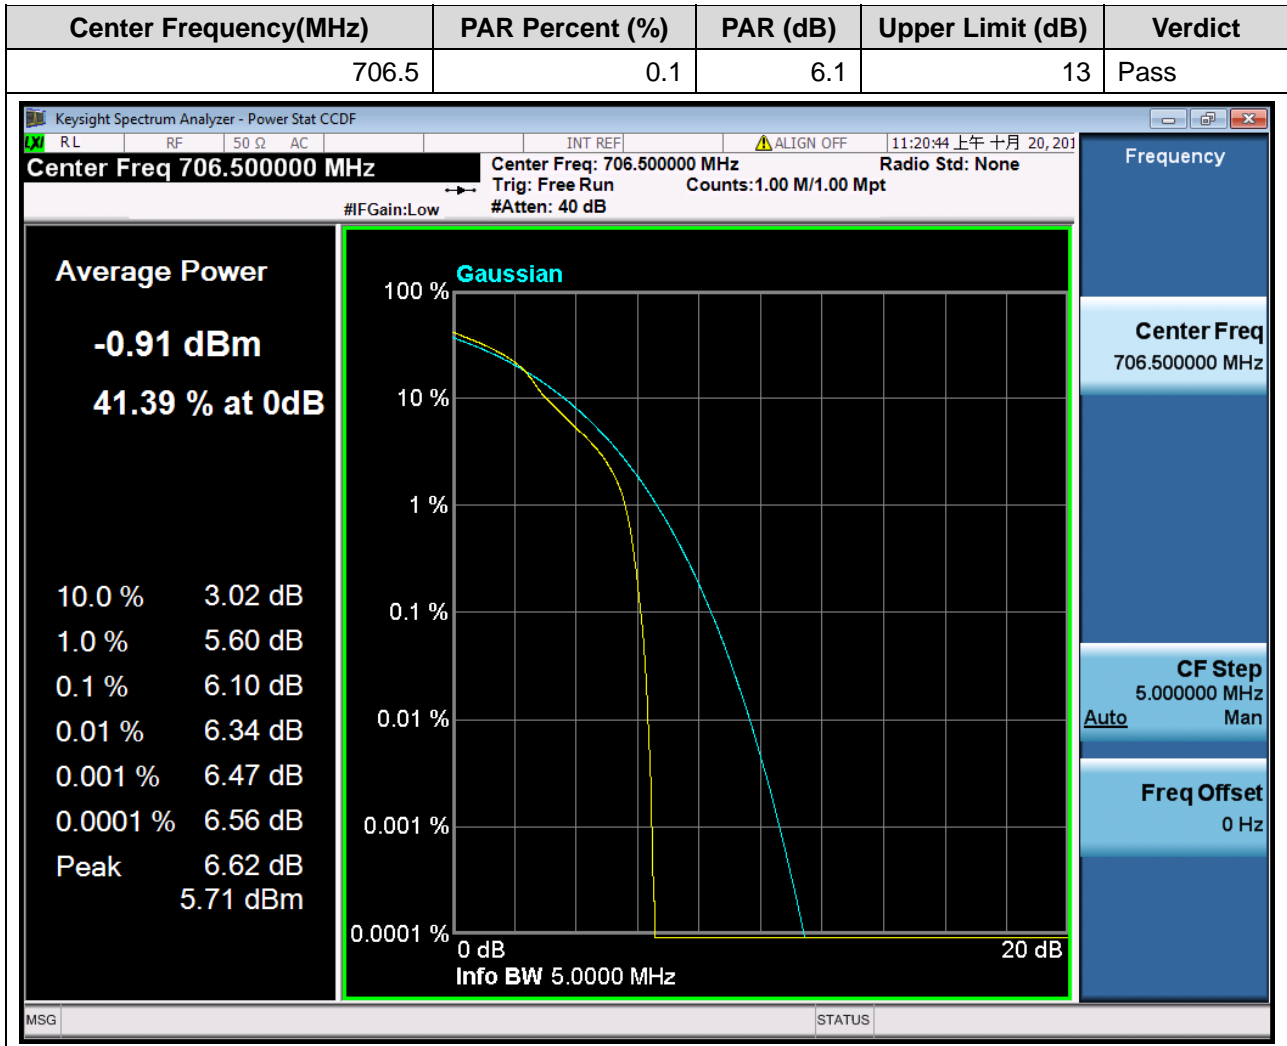 Center Frequency(MHz) PAR Percent (%) PAR (dB) Upper Limit (dB) Verdict
706.5 0.1 6.1 13 Pass
Keysight Spectrum Analyzer - Power Stat CCDF
LXI RL RF 50 Ω AC INT REF ALIGN OFF 11:20:44 上午 十月 20, 201
Center Freq 706.500000 MHz
Center Freq: 706.500000 MHz Radio Std: None
Trig: Free Run Counts:1.00 M/1.00 Mpt
#IFGain:Low #Atten: 40 dB
Frequency
Average Power
-0.91 dBm
41.39 % at 0dB
10.0 % 3.02 dB
1.0 % 5.60 dB
0.1 % 6.10 dB
0.01 % 6.34 dB
0.001 % 6.47 dB
0.0001 % 6.56 dB
Peak 6.62 dB
5.71 dBm
Gaussian
100 %
10 %
1 %
0.1 %
0.01 %
0.001 %
0.0001 %
0 dB 20 dB
Info BW 5.0000 MHz
Center Freq
706.500000 MHz
CF Step
5.000000 MHz
Auto Man
Freq Offset
0 Hz
MSG STATUS